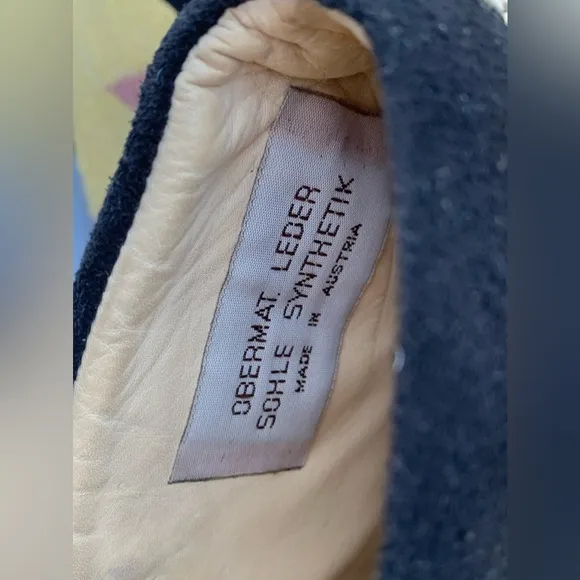 OBERMAT. LEDER
SOHLE SYNTHETIK
MADE IN AUSTRIA